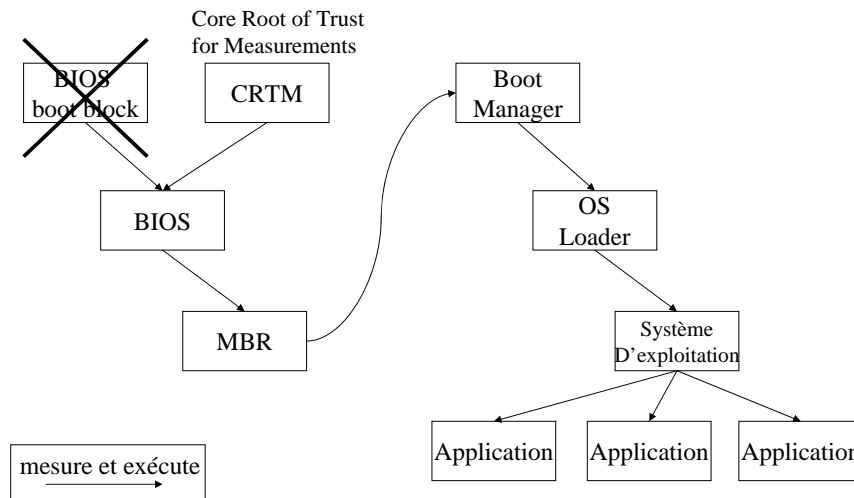 Core Root of Trust
for Measurements
BIOS
boot block
CRTM
Boot
Manager
BIOS
OS
Loader
MBR
Système
D’exploitation
Application
Application
Application
mesure et exécute